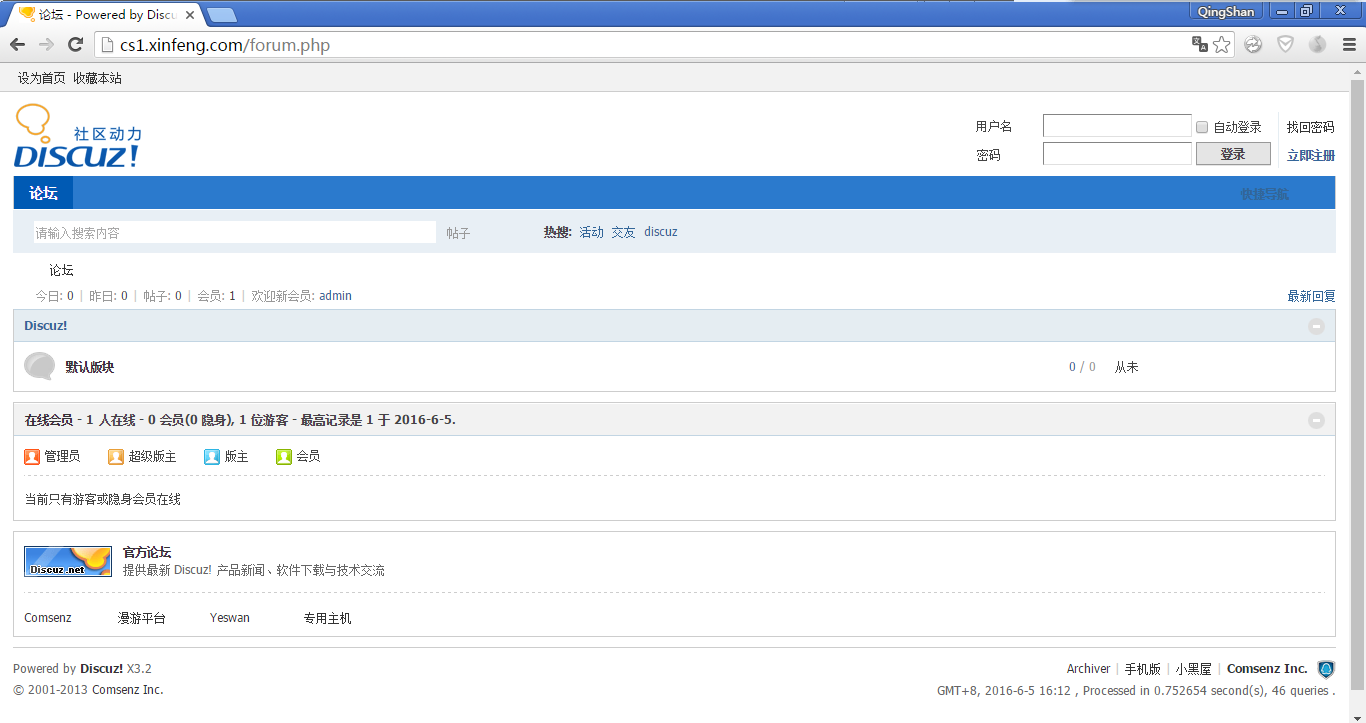 论坛 - Powered by Discu
QingShan
cs1.xinfeng.com/forum.php
设为首页 收藏本站
社区动力
DISCUZ!
用户名 自动登录 找回密码
密码 登录 立即注册
论坛 快捷导航
请输入搜索内容 帖子 热搜: 活动 交友 discuz
论坛
今日: 0 | 昨日: 0 | 帖子: 0 | 会员: 1 | 欢迎新会员: admin 最新回复
Discuz!
默认版块 0 / 0 从未
在线会员 - 1 人在线 - 0 会员(0 隐身), 1 位游客 - 最高记录是 1 于 2016-6-5.
管理员 超级版主 版主 会员
当前只有游客或隐身会员在线
Discuz.net
官方论坛
提供最新 Discuz! 产品新闻、软件下载与技术交流
Comsenz 漫游平台 Yeswan 专用主机
Powered by Discuz! X3.2 Archiver | 手机版 | 小黑屋 | Comsenz Inc.
© 2001-2013 Comsenz Inc. GMT+8, 2016-6-5 16:12 , Processed in 0.752654 second(s), 46 queries .